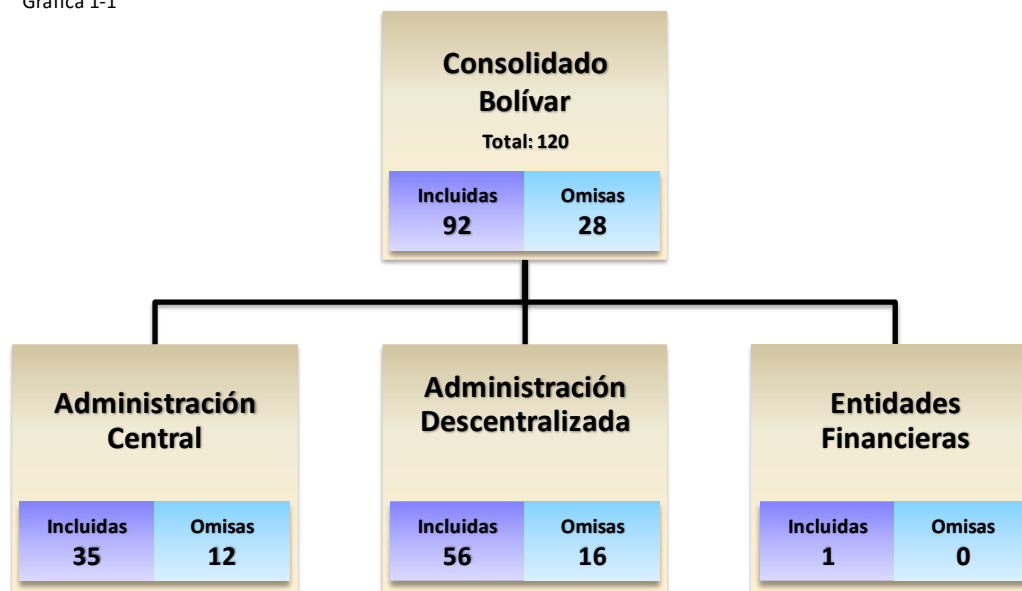 Gráfica 1-1
Consolidado
Bolívar
Total: 120
Incluidas
Omisas
92
28
Administración
Central
Incluidas
Omisas
35
12
Administración
Descentralizada
Incluidas
Omisas
56
16
Entidades
Financieras
Incluidas
Omisas
1
0